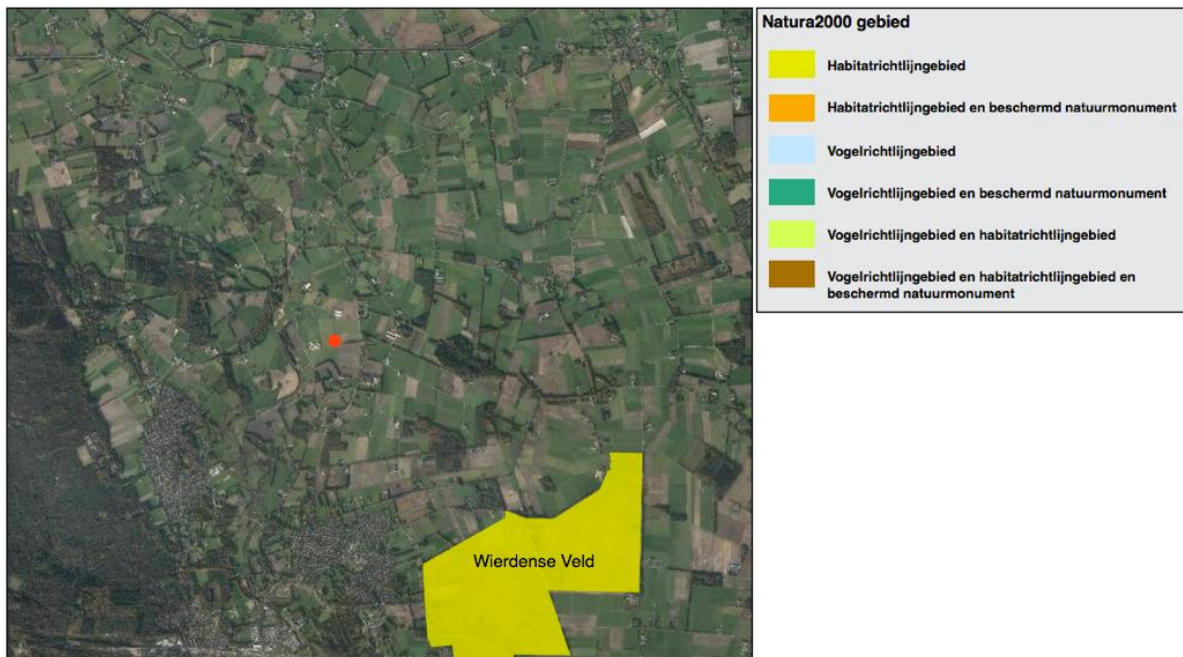 Natura2000 gebied
Habitatrichtlijngebied
Habitatrichtlijngebied en beschermd natuurmonument
Vogelrichtlijngebied
Vogelrichtlijngebied en beschermd natuurmonument
Vogelrichtlijngebied en habitatrichtlijngebied
Vogelrichtlijngebied en habitatrichtlijngebied en
beschermd natuurmonument
Wierdense Veld